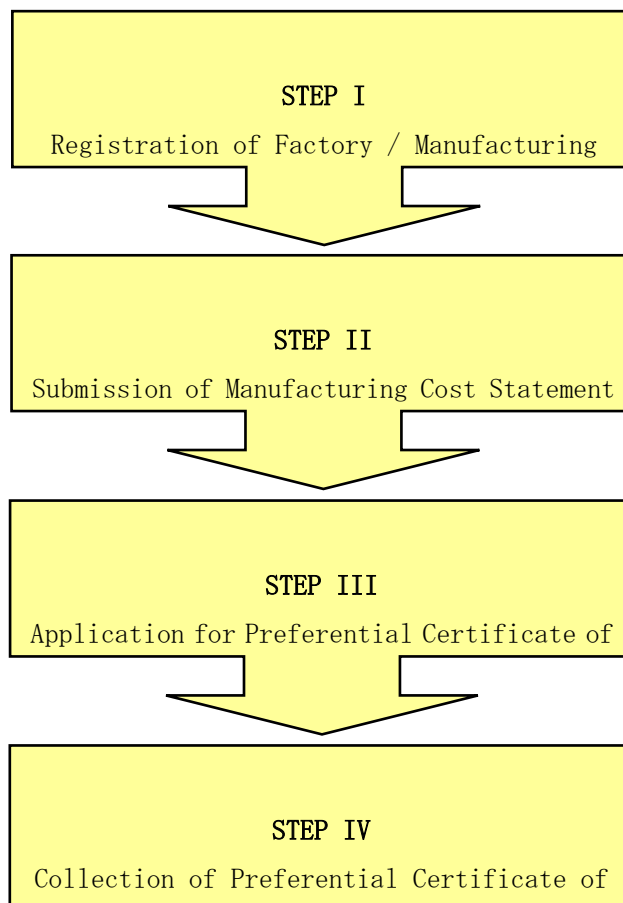 STEP I
Registration of Factory / Manufacturing
STEP II
Submission of Manufacturing Cost Statement
STEP III
Application for Preferential Certificate of
STEP IV
Collection of Preferential Certificate of